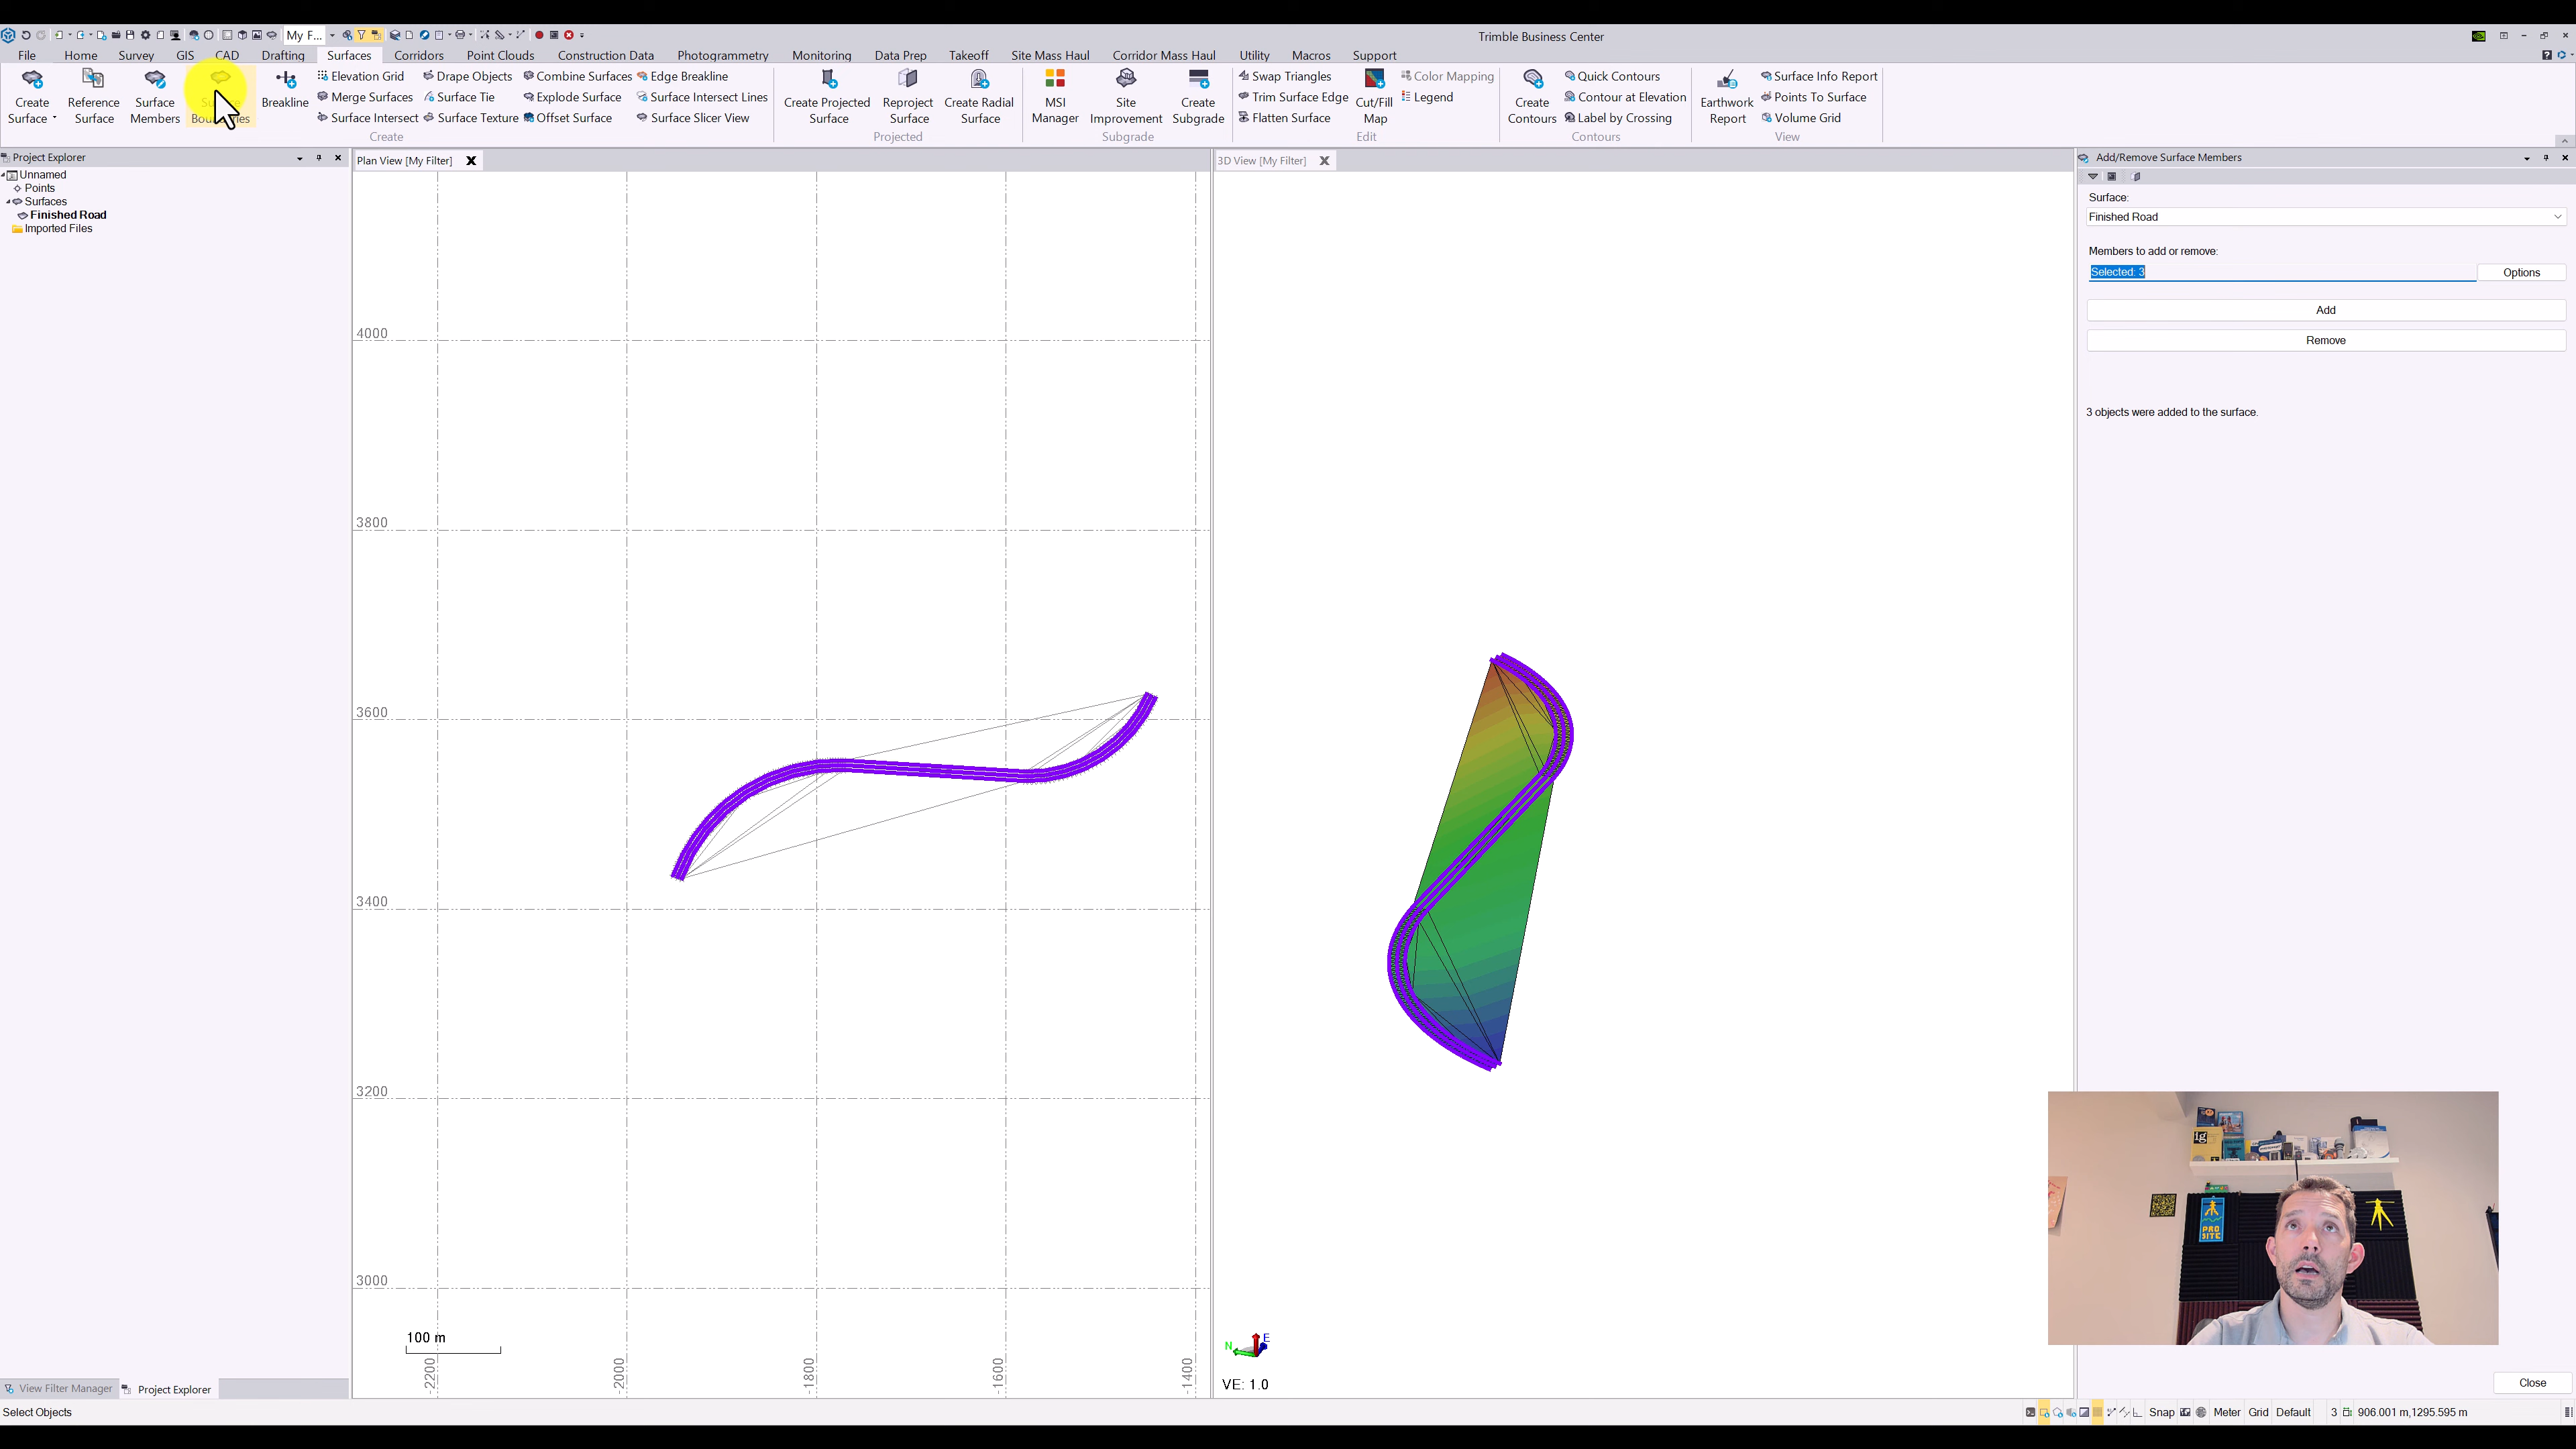 My F...
Trimble Business Center
File Home Survey GIS CAD Drafting Surfaces Corridors Point Clouds Construction Data Photogrammetry Monitoring Data Prep Takeoff Site Mass Haul Corridor Mass Haul Utility Macros Support
Create Surface
Reference Surface
Surface Members
Breakline
Elevation Grid
Merge Surfaces
Surface Intersect
Drape Objects
Surface Tie
Surface Texture
Combine Surfaces
Explode Surface
Offset Surface
Edge Breakline
Surface Intersect Lines
Surface Slicer View
Create
Create Projected Surface
Reproject Surface
Create Radial Surface
Projected
MSI Manager
Site Improvement
Create Subgrade
Subgrade
Swap Triangles
Trim Surface Edge
Flatten Surface
Cut/Fill Map
Color Mapping
Legend
Edit
Create Contours
Quick Contours
Contour at Elevation
Label by Crossing
Contours
Earthwork Report
Surface Info Report
Points To Surface
Volume Grid
View
Project Explorer
Unnamed
Points
Surfaces
Finished Road
Imported Files
Plan View [My Filter]
4000
3800
3600
3400
3200
3000
100 m
-2200
-2000
-1800
-1600
-1400
3D View [My Filter]
N
E
VE: 1.0
Add/Remove Surface Members
Surface:
Finished Road
Members to add or remove:
Selected: 3
Options
Add
Remove
3 objects were added to the surface.
PRO
SITE
Close
View Filter Manager
Project Explorer
Select Objects
Snap
Meter Grid Default
3
906.001 m,1295.595 m